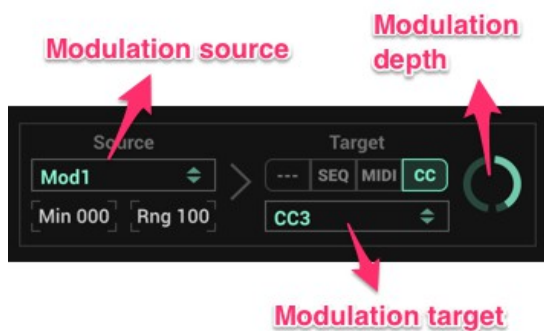 Modulation source
Modulation
depth
Source
Target
Mod1
--- SEQ MIDI CC
Min 000 Rng 100
CC3
Modulation target